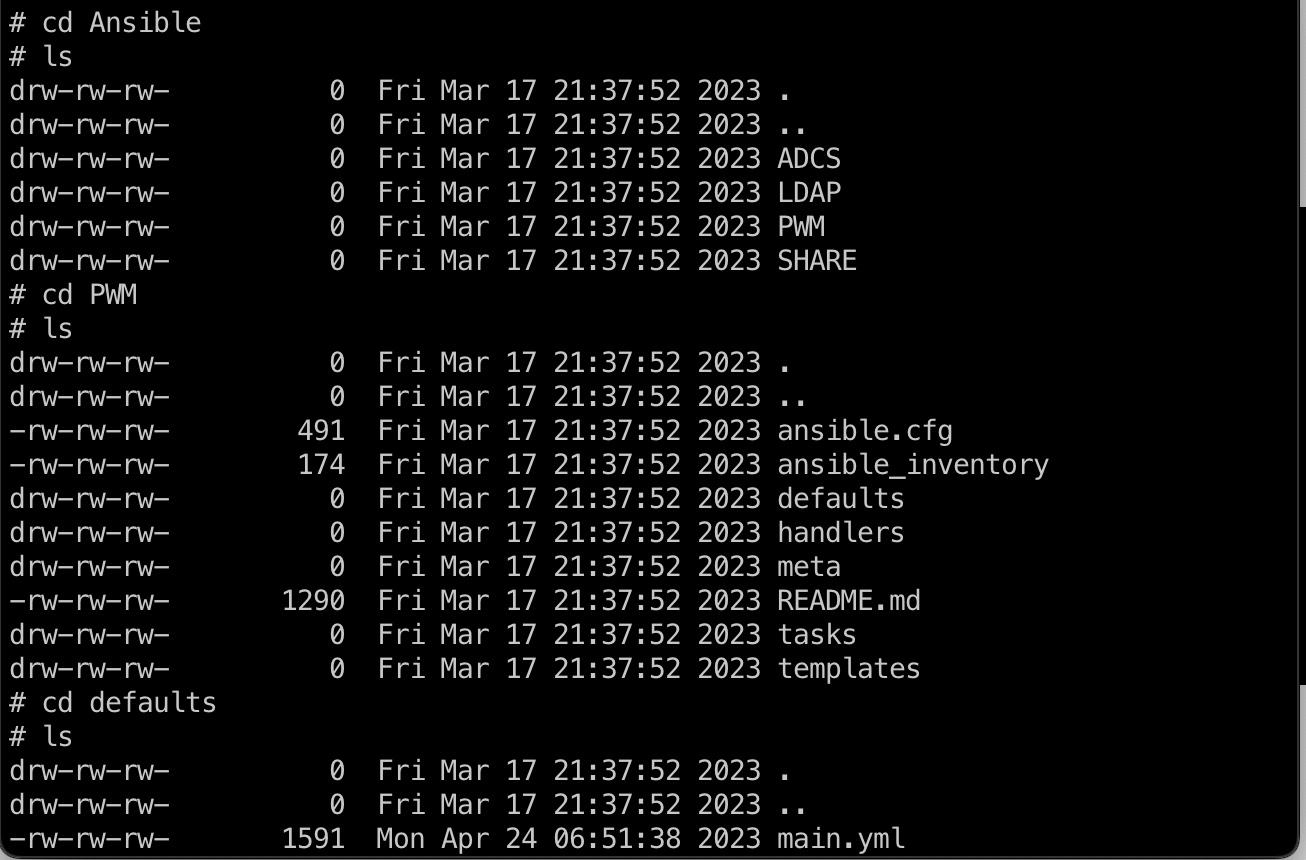 # cd Ansible
# ls
drw-rw-rw-          0  Fri Mar 17 21:37:52 2023 .
drw-rw-rw-          0  Fri Mar 17 21:37:52 2023 ..
drw-rw-rw-          0  Fri Mar 17 21:37:52 2023 ADCS
drw-rw-rw-          0  Fri Mar 17 21:37:52 2023 LDAP
drw-rw-rw-          0  Fri Mar 17 21:37:52 2023 PWM
drw-rw-rw-          0  Fri Mar 17 21:37:52 2023 SHARE
# cd PWM
# ls
drw-rw-rw-          0  Fri Mar 17 21:37:52 2023 .
drw-rw-rw-          0  Fri Mar 17 21:37:52 2023 ..
-rw-rw-rw-        491  Fri Mar 17 21:37:52 2023 ansible.cfg
-rw-rw-rw-        174  Fri Mar 17 21:37:52 2023 ansible_inventory
drw-rw-rw-          0  Fri Mar 17 21:37:52 2023 defaults
drw-rw-rw-          0  Fri Mar 17 21:37:52 2023 handlers
drw-rw-rw-          0  Fri Mar 17 21:37:52 2023 meta
-rw-rw-rw-       1290  Fri Mar 17 21:37:52 2023 README.md
drw-rw-rw-          0  Fri Mar 17 21:37:52 2023 tasks
drw-rw-rw-          0  Fri Mar 17 21:37:52 2023 templates
# cd defaults
# ls
drw-rw-rw-          0  Fri Mar 17 21:37:52 2023 .
drw-rw-rw-          0  Fri Mar 17 21:37:52 2023 ..
-rw-rw-rw-       1591  Mon Apr 24 06:51:38 2023 main.yml